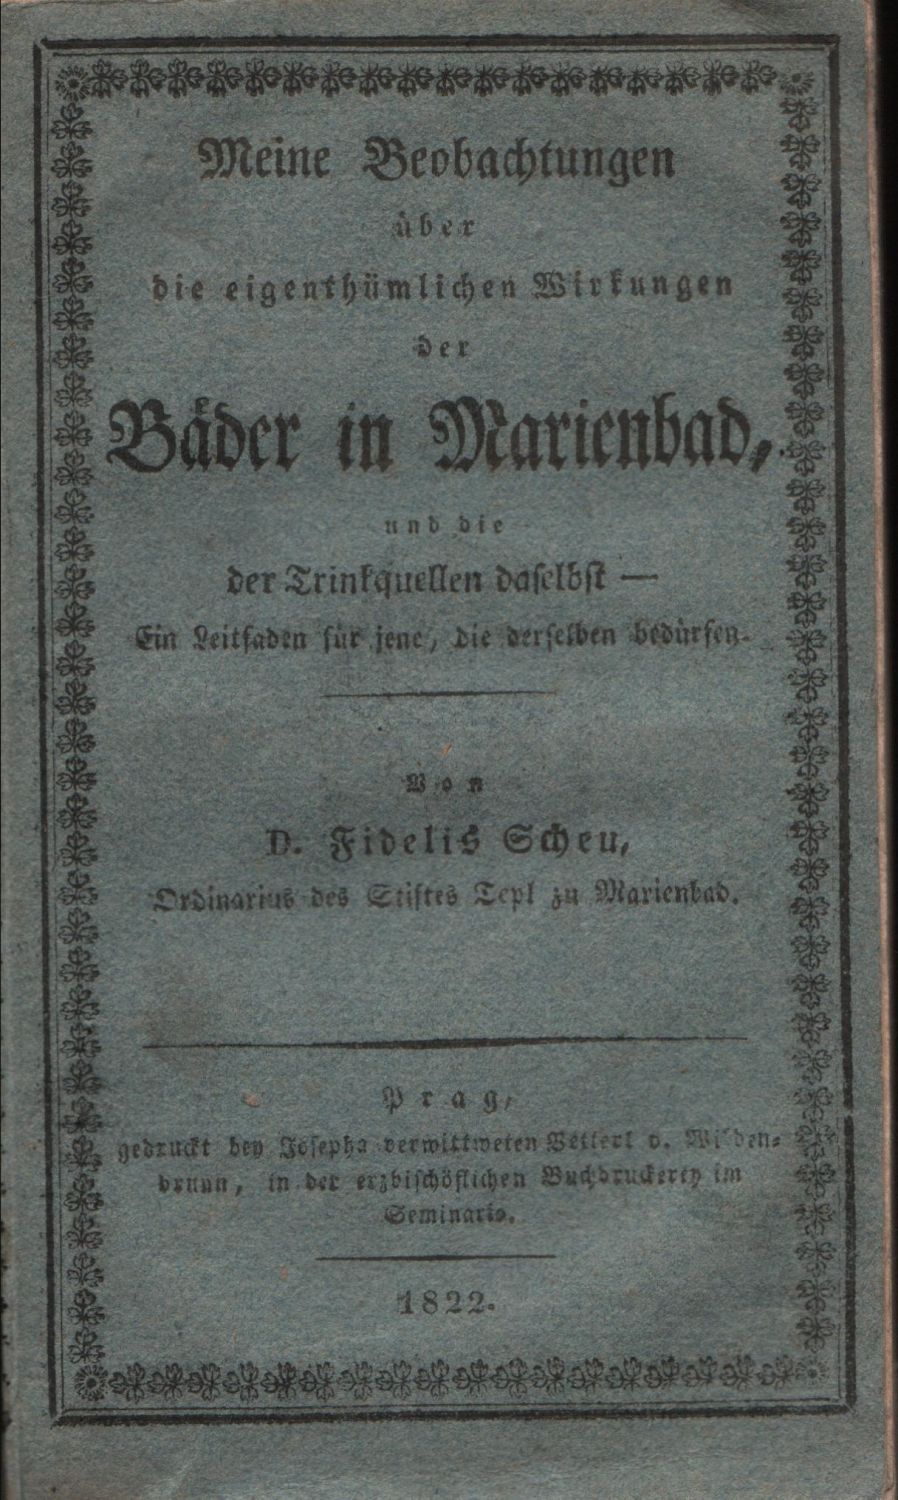 Meine Beobachtungen
über
die eigenthümlichen Wirkungen
der
Bäder in Marienbad,
und die
der Trinkquellen daselbst —
Ein Leitfaden für jene, die derselben bedürfen.
Von
D. Fidelis Scheu,
Ordinarius des Stiftes Tepl zu Marienbad.
Prag,
gedruckt bey Josepha verwittweten Vetterl v. Wilden-
brunn, in der erzbischöflichen Buchdruckerey im
Seminario.
1822.